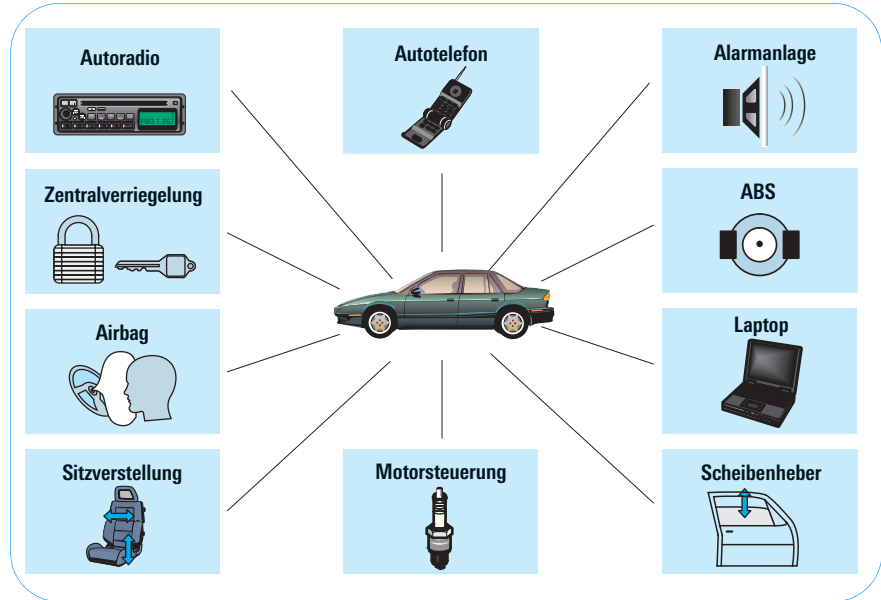 Autoradio
Autotelefon
Alarmanlage
FM3 1 087
Zentralverriegelung
ABS
Airbag
Laptop
Sitzverstellung
Motorsteuerung
Scheibenheber